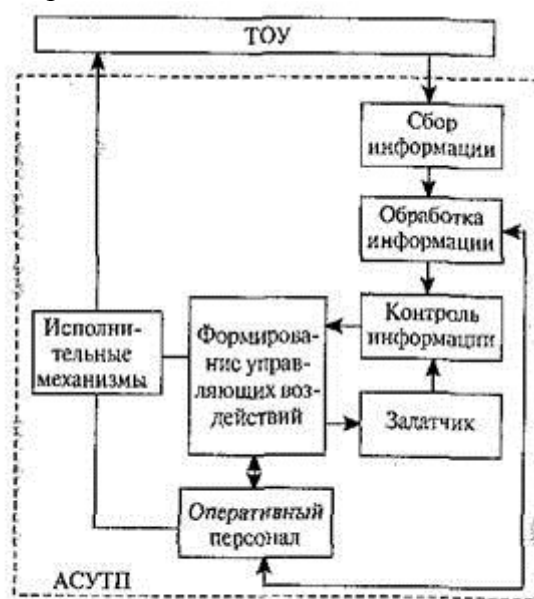 ТОУ
Сбор
информации
Обработка
информации
Контроль
информации
Исполни-
тельные
механизмы
Формирова-
ние управ-
ляющих воз-
действий
Залатчик
Оперативный
персонал
АСУТП